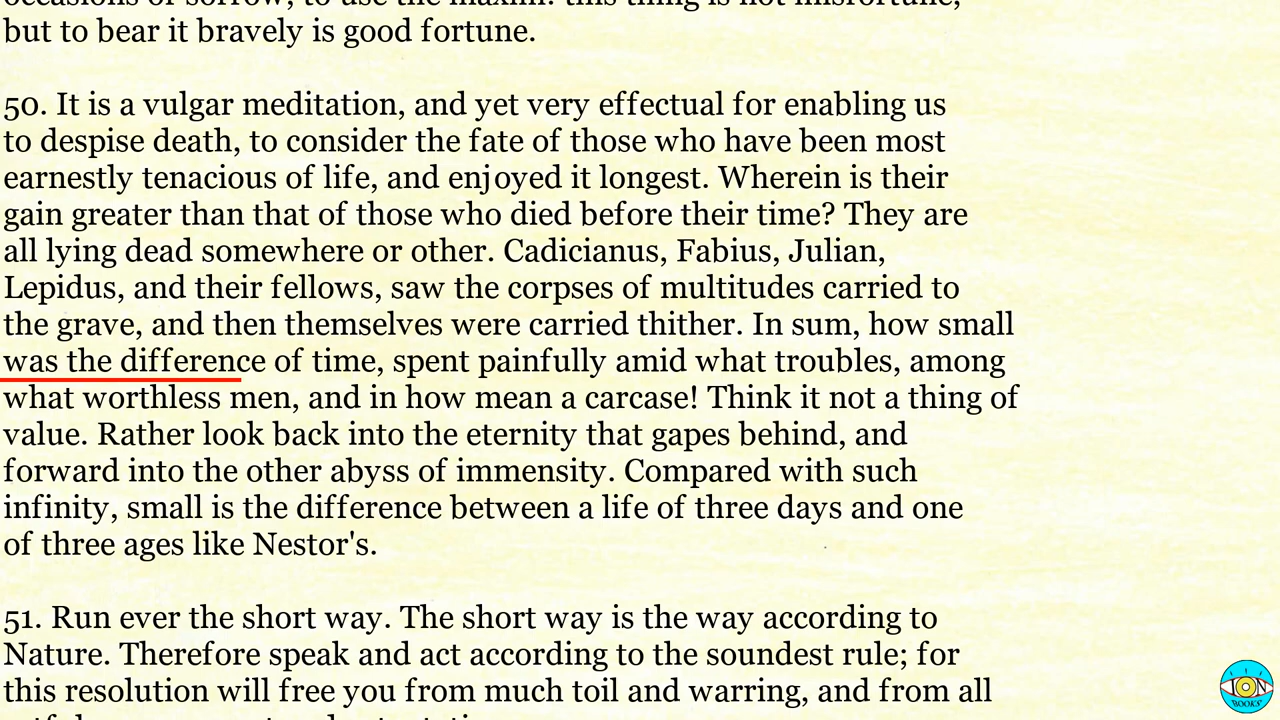 but to bear it bravely is good fortune.
50. It is a vulgar meditation, and yet very effectual for enabling us
to despise death, to consider the fate of those who have been most
earnestly tenacious of life, and enjoyed it longest. Wherein is their
gain greater than that of those who died before their time? They are
all lying dead somewhere or other. Cadicianus, Fabius, Julian,
Lepidus, and their fellows, saw the corpses of multitudes carried to
the grave, and then themselves were carried thither. In sum, how small
was the difference of time, spent painfully amid what troubles, among
what worthless men, and in how mean a carcase! Think it not a thing of
value. Rather look back into the eternity that gapes behind, and
forward into the other abyss of immensity. Compared with such
infinity, small is the difference between a life of three days and one
of three ages like Nestor's.
51. Run ever the short way. The short way is the way according to
Nature. Therefore speak and act according to the soundest rule; for
this resolution will free you from much toil and warring, and from all
ION
BOOKS